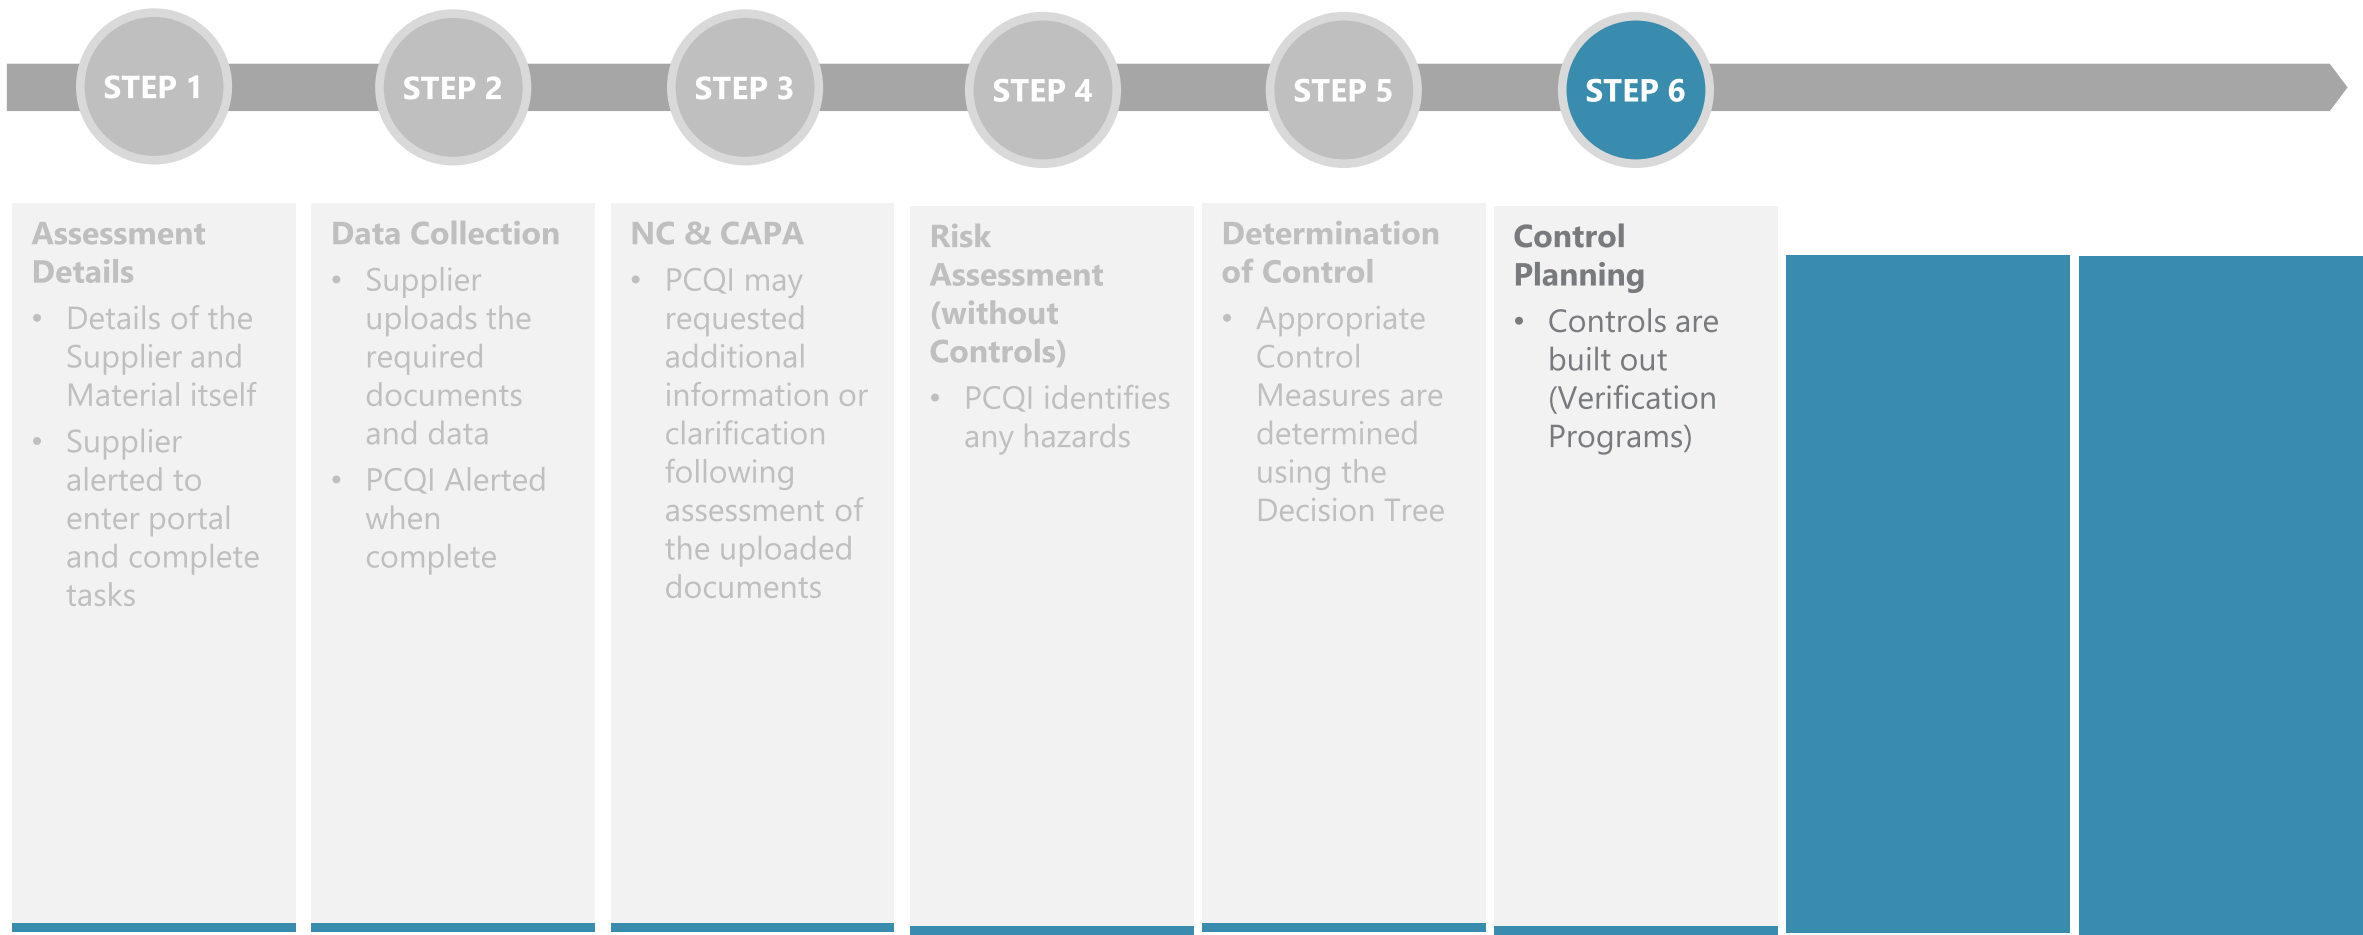 STEP 1
STEP 2
STEP 3
STEP 4
STEP 5
STEP 6
Assessment
Details
• Details of the
Supplier and
Material itself
• Supplier
alerted to
enter portal
and complete
tasks
Data Collection
• Supplier
uploads the
required
documents
and data
• PCQI Alerted
when
complete
NC & CAPA
• PCQI may
requested
additional
information or
clarification
following
assessment of
the uploaded
documents
Risk
Assessment
(without
Controls)
• PCQI identifies
any hazards
Determination
of Control
• Appropriate
Control
Measures are
determined
using the
Decision Tree
Control
Planning
• Controls are
built out
(Verification
Programs)